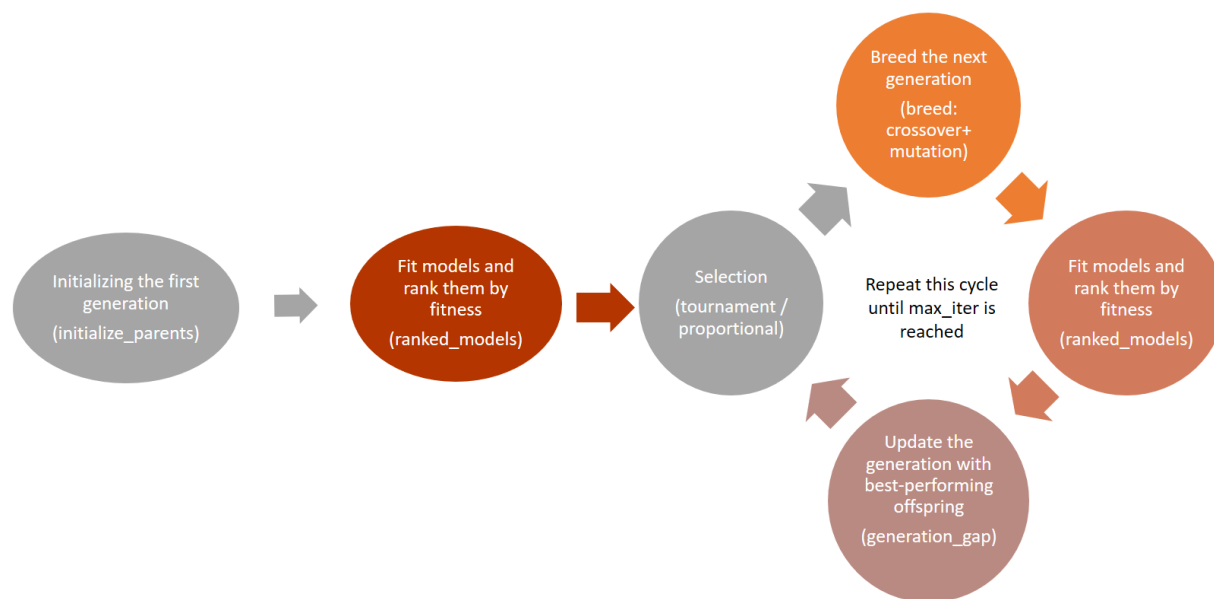 Initializing the first
generation
(initialize_parents)
Fit models and
rank them by
fitness
(ranked_models)
Selection
(tournament /
proportional)
Breed the next
generation
(breed:
crossover+
mutation)
Repeat this cycle
until max_iter is
reached
Fit models and
rank them by
fitness
(ranked_models)
Update the
generation with
best-performing
offspring
(generation_gap)